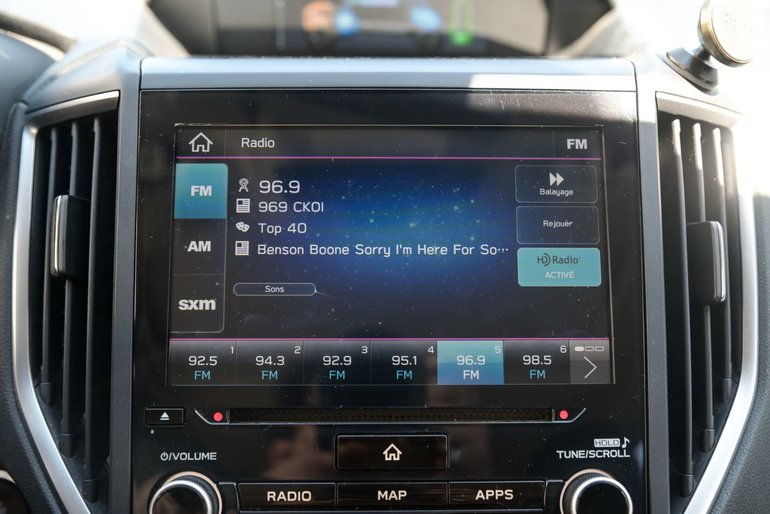 Radio FM
FM
96.9
Balayage
969 CKOI
AM
Top 40
Rejouer
Benson Boone Sorry I'm Here For So···
HD Radio
ACTIVÉ
sxm
Sons
1 2 3 4 5 6
92.5 94.3 92.9 95.1 96.9 98.5
FM FM FM FM FM FM
HOLD
/VOLUME TUNE/SCROLL
RADIO MAP APPS